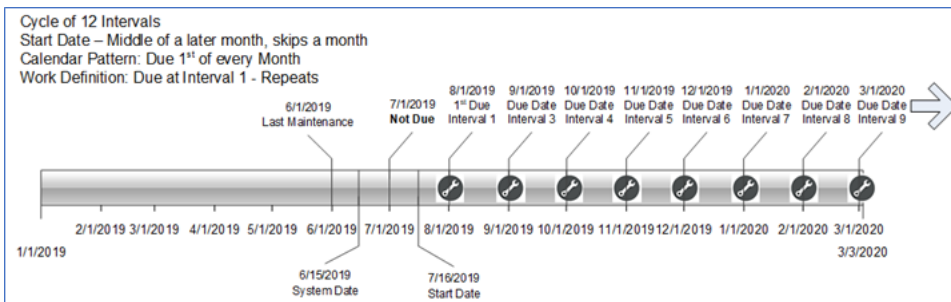 Cycle of 12 Intervals
Start Date – Middle of a later month, skips a month
Calendar Pattern: Due 1st of every Month
Work Definition: Due at Interval 1 - Repeats
6/1/2019
Last Maintenance
7/1/2019
Not Due
8/1/2019
1st Due
Interval 1
9/1/2019
Due Date
Interval 3
10/1/2019
Due Date
Interval 4
11/1/2019
Due Date
Interval 5
12/1/2019
Due Date
Interval 6
1/1/2020
Due Date
Interval 7
2/1/2020
Due Date
Interval 8
3/1/2020
Due Date
Interval 9
2/1/2019
3/1/2019
4/1/2019
5/1/2019
6/1/2019
7/1/2019
8/1/2019
9/1/2019
10/1/2019
11/1/2019
12/1/2019
1/1/2020
2/1/2020
3/1/2020
1/1/2019
3/3/2020
6/15/2019
System Date
7/16/2019
Start Date